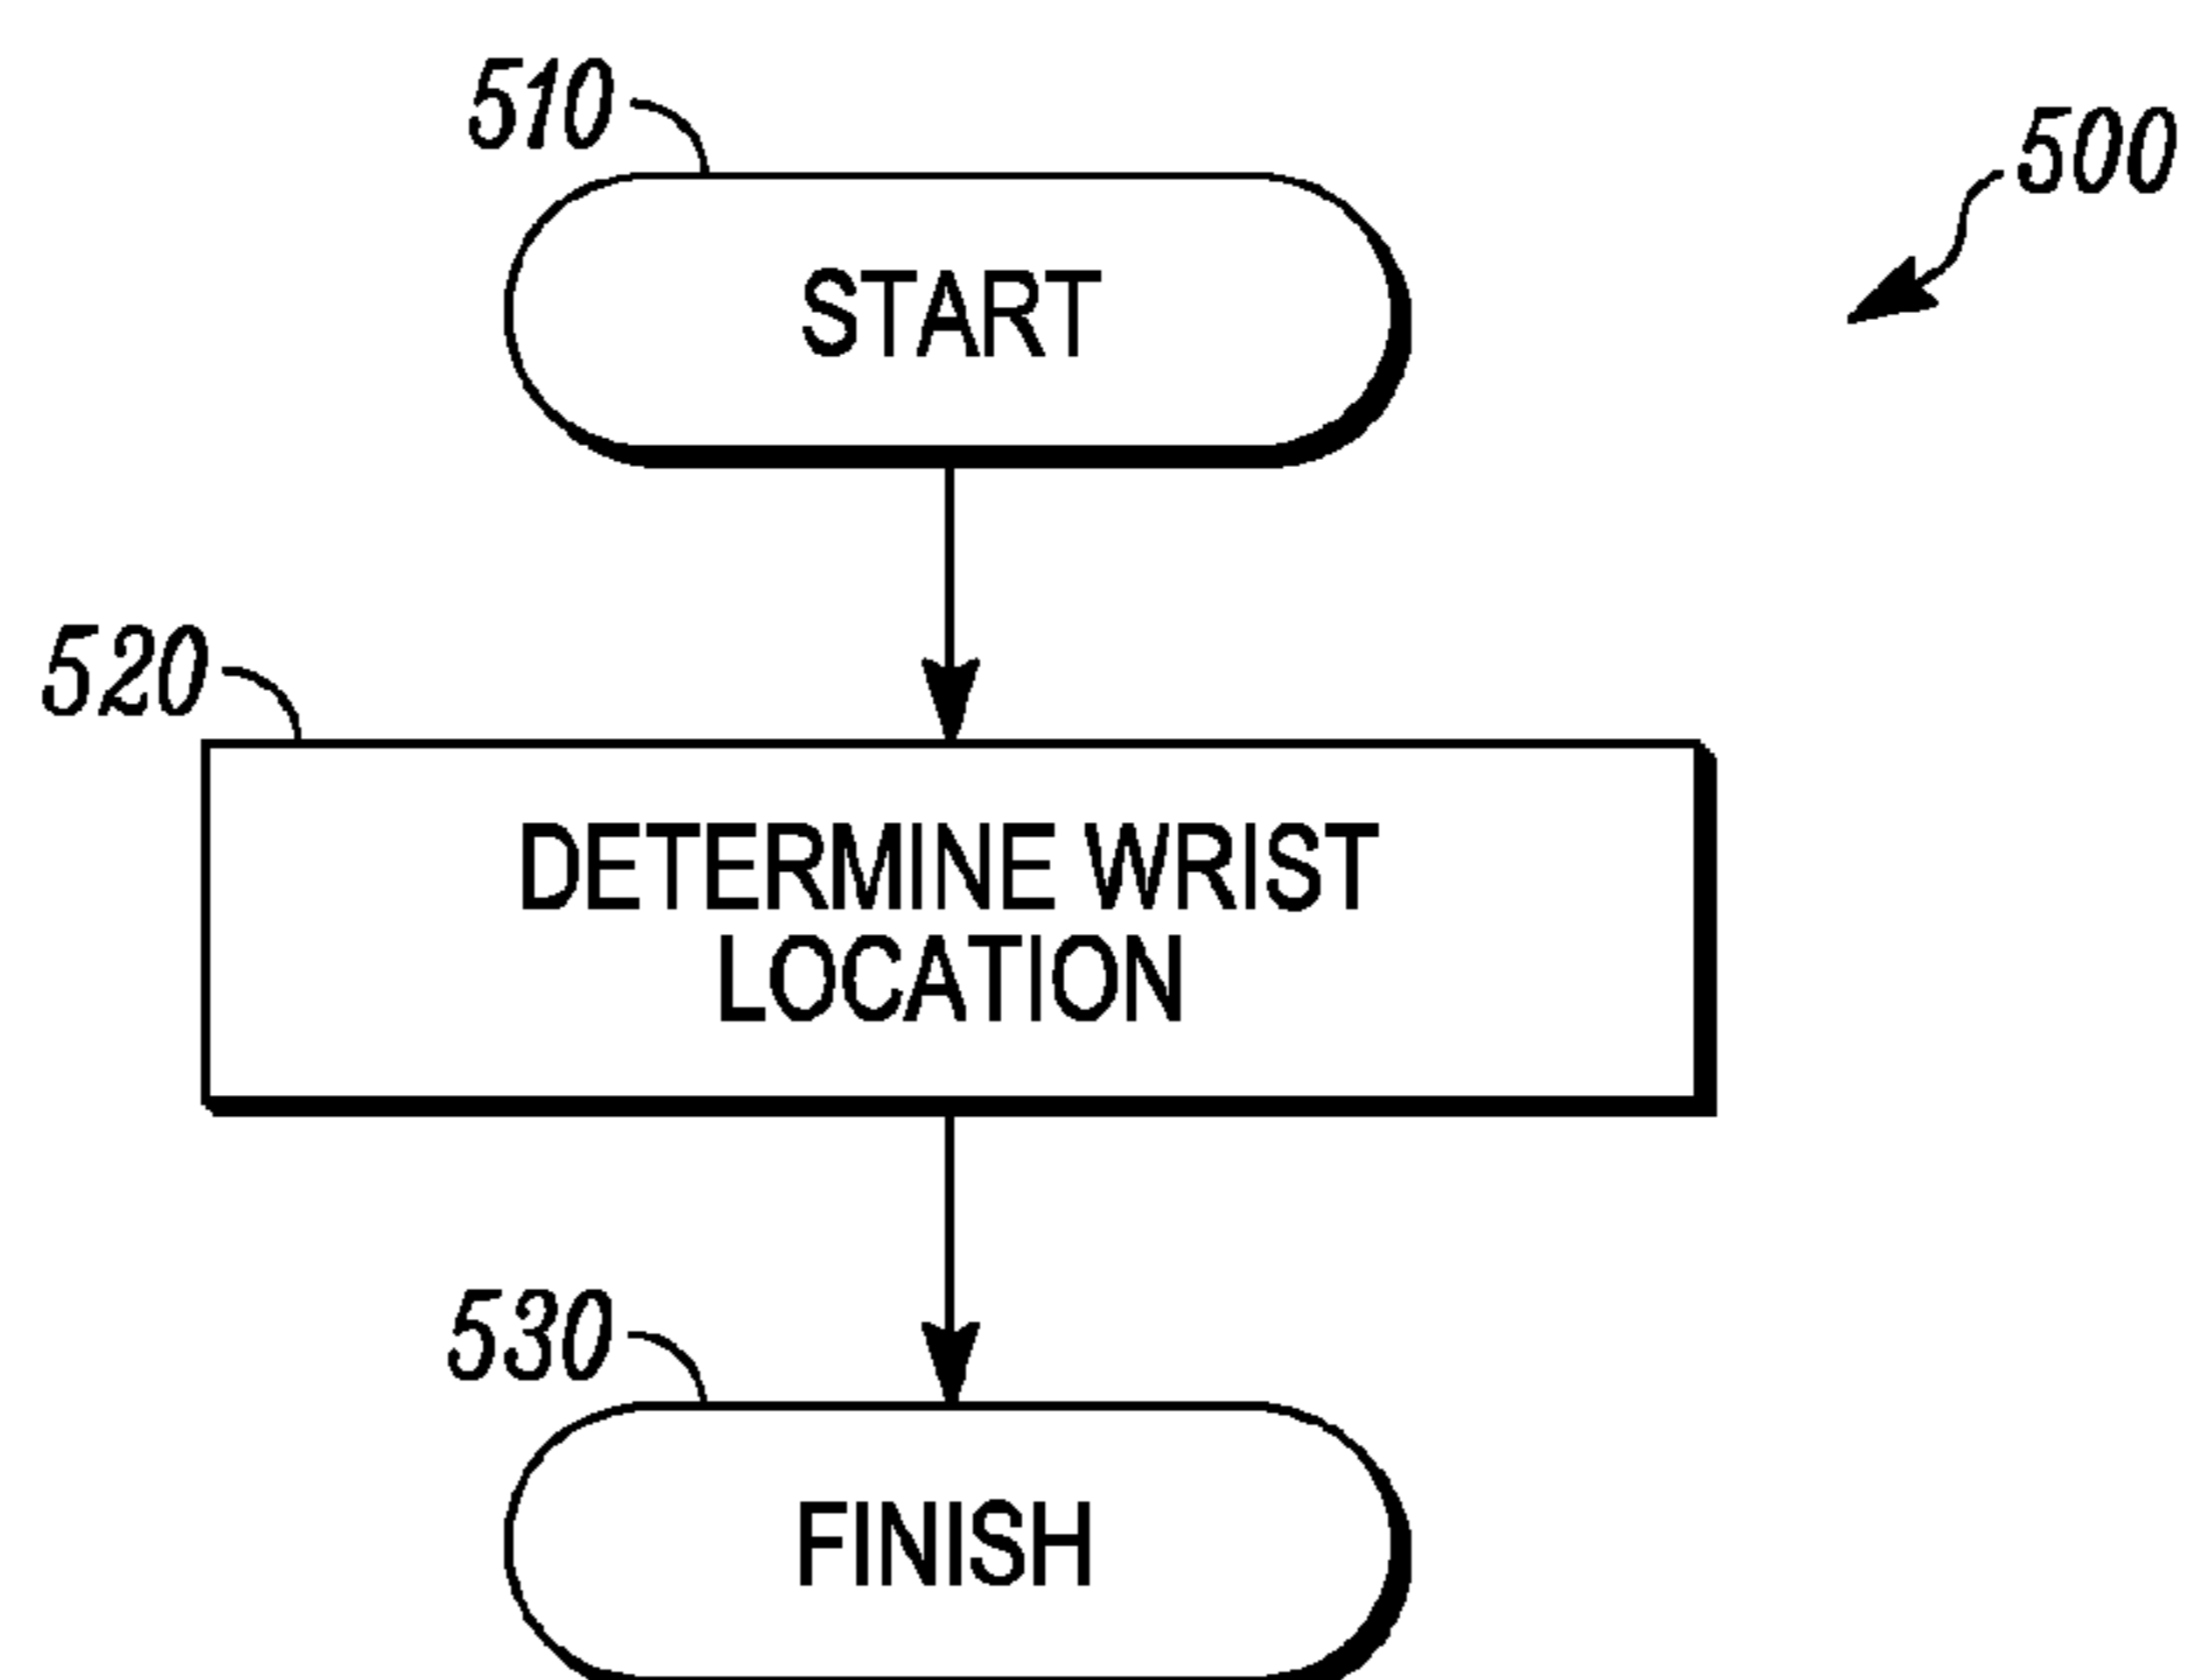 510
500
START
520
DETERMINE WRIST
LOCATION
530
FINISH